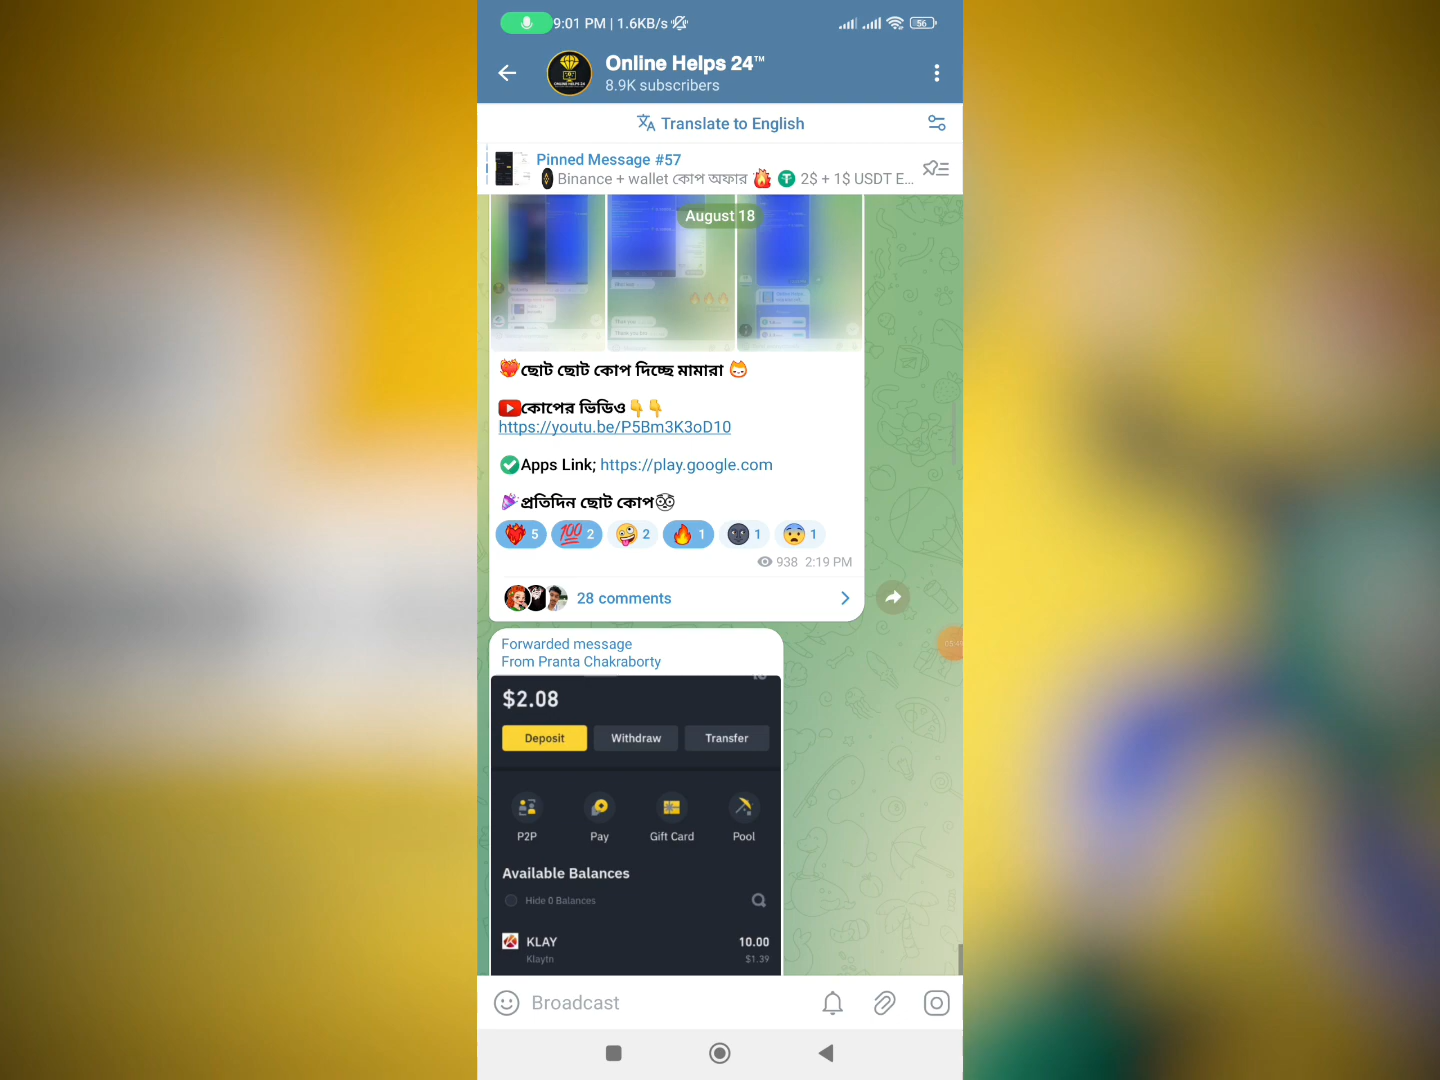 9:01 PM | 1.6KB/s
56
Online Helps 24™
8.9K subscribers
Translate to English
Pinned Message #57
Binance + wallet কোপ অফার 🔥 2$ + 1$ USDT E...
August 18
❤️‍🔥ছোট ছোট কোপ দিচ্ছে মামারা 😁
▶️কোপের ভিডিও👇👇
https://youtu.be/P5Bm3K3oD10
✅Apps Link; https://play.google.com
🎉প্রতিদিন ছোট কোপ🤓
5 💯 2 2 1 1 1
938 2:19 PM
28 comments
Forwarded message
From Pranta Chakraborty
$2.08
Deposit Withdraw Transfer
P2P Pay Gift Card Pool
Available Balances
Hide 0 Balances
KLAY 10.00
Klaytn $1.39
Broadcast